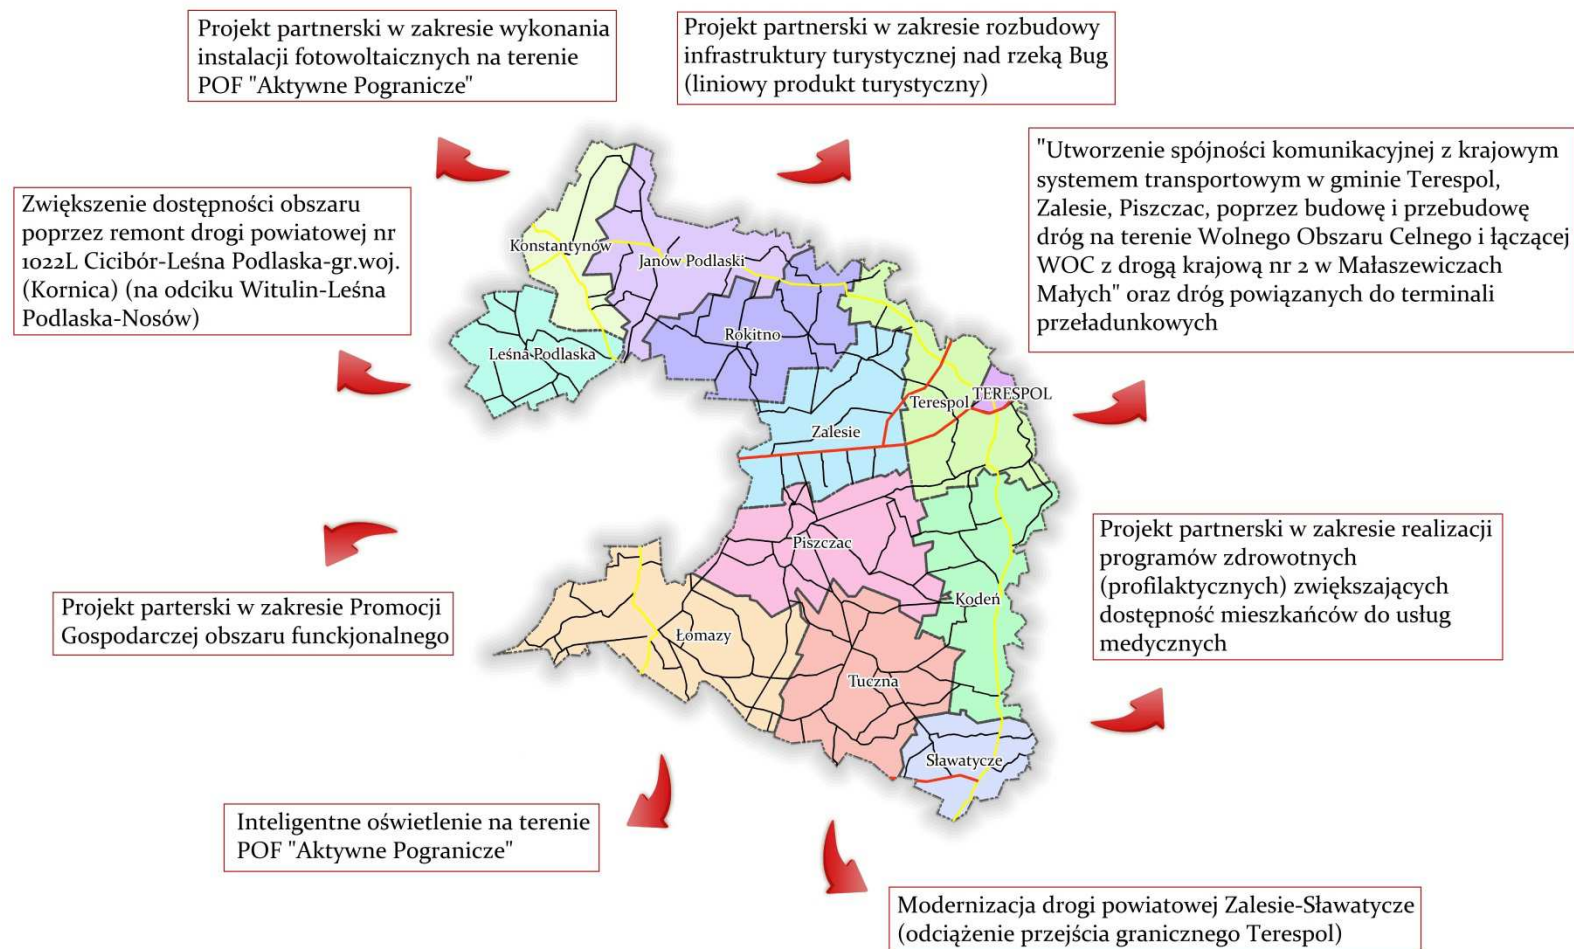 Projekt partnerski w zakresie wykonania
instalacji fotowoltaicznych na terenie
POF "Aktywne Pogranicze"
Projekt partnerski w zakresie rozbudowy
infrastruktury turystycznej nad rzeką Bug
(liniowy produkt turystyczny)
"Utworzenie spójności komunikacyjnej z krajowym
systemem transportowym w gminie Terespol,
Zalesie, Piszczac, poprzez budowę i przebudowę
dróg na terenie Wolnego Obszaru Celnego i łączącej
WOC z drogą krajową nr 2 w Małaszewiczach
Małych" oraz dróg powiązanych do terminali
przeładunkowych
Zwiększenie dostępności obszaru
poprzez remont drogi powiatowej nr
1022L Cicibór-Leśna Podlaska-gr.woj.
(Kornica) (na odciku Witulin-Leśna
Podlaska-Nosów)
Konstantynów
Janów Podlaski
Rokitno
Leśna Podlaska
Terespol
TERESPOL
Zalesie
Piszczac
Kodeń
Łomazy
Tuczna
Sławatycze
Projekt partnerski w zakresie realizacji
programów zdrowotnych
(profilaktycznych) zwiększających
dostępność mieszkańców do usług
medycznych
Projekt parterski w zakresie Promocji
Gospodarczej obszaru funckjonalnego
Inteligentne oświetlenie na terenie
POF "Aktywne Pogranicze"
Modernizacja drogi powiatowej Zalesie-Sławatycze
(odciążenie przejścia granicznego Terespol)